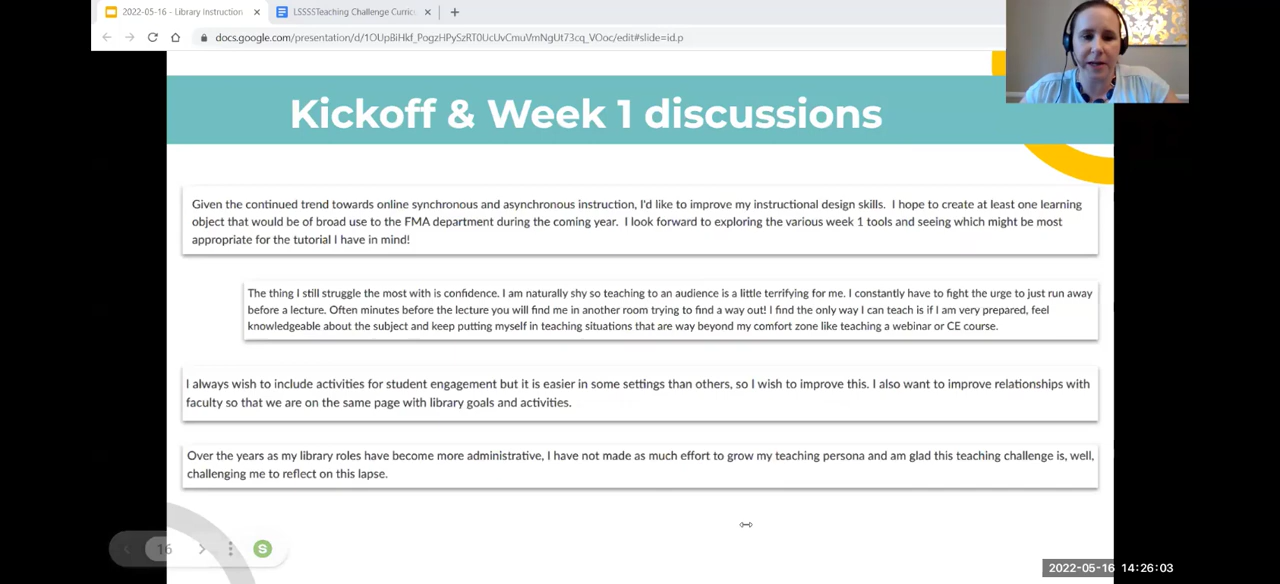 2022-05-16 - Library Instruction
LSSSSTeaching Challenge Curric
docs.google.com/presentation/d/1OUpBiHkf_PogzHPySzRT0UcUvCmuVmNgUt73cq_VOoc/edit#slide=id.p
Kickoff & Week 1 discussions
Given the continued trend towards online synchronous and asynchronous instruction, I'd like to improve my instructional design skills. I hope to create at least one learning
object that would be of broad use to the FMA department during the coming year. I look forward to exploring the various week 1 tools and seeing which might be most
appropriate for the tutorial I have in mind!
The thing I still struggle the most with is confidence. I am naturally shy so teaching to an audience is a little terrifying for me. I constantly have to fight the urge to just run away
before a lecture. Often minutes before the lecture you will find me in another room trying to find a way out! I find the only way I can teach is if I am very prepared, feel
knowledgeable about the subject and keep putting myself in teaching situations that are way beyond my comfort zone like teaching a webinar or CE course.
I always wish to include activities for student engagement but it is easier in some settings than others, so I wish to improve this. I also want to improve relationships with
faculty so that we are on the same page with library goals and activities.
Over the years as my library roles have become more administrative, I have not made as much effort to grow my teaching persona and am glad this teaching challenge is, well,
challenging me to reflect on this lapse.
16
S
2022-05-16 14:26:03